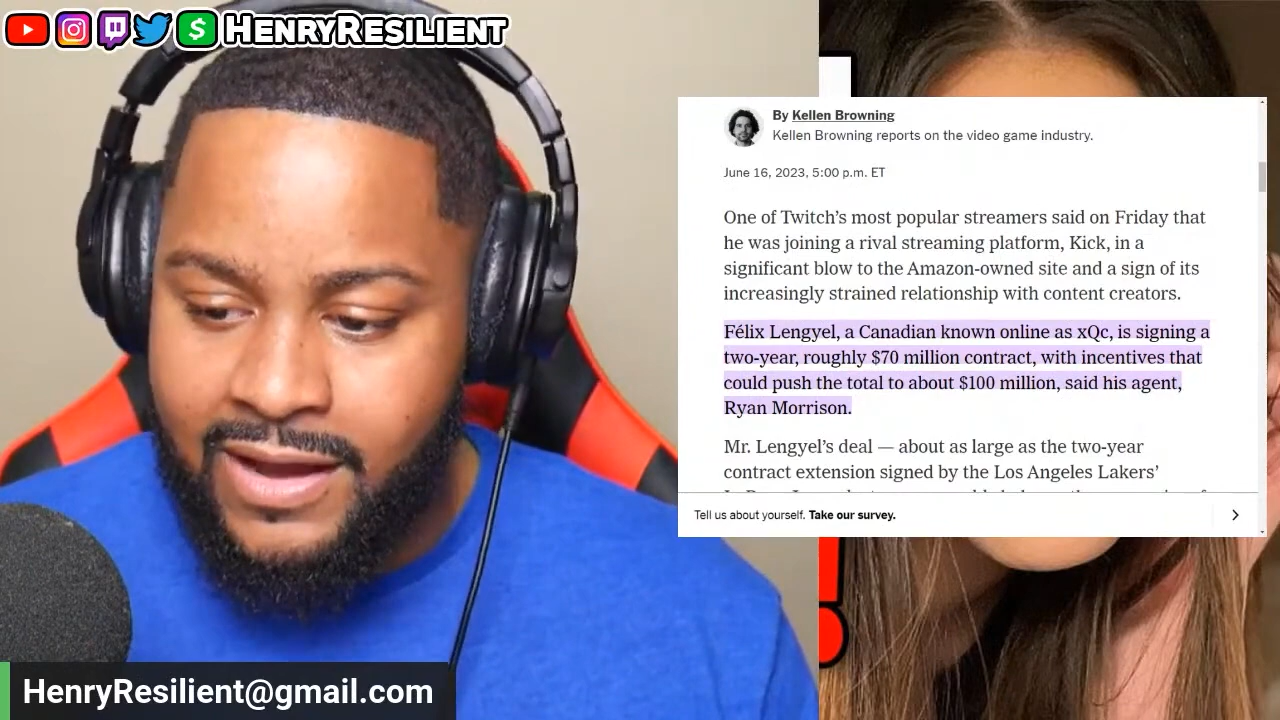 HenryResilient
By Kellen Browning
Kellen Browning reports on the video game industry.
June 16, 2023, 5:00 p.m. ET
One of Twitch’s most popular streamers said on Friday that
he was joining a rival streaming platform, Kick, in a
significant blow to the Amazon-owned site and a sign of its
increasingly strained relationship with content creators.
Félix Lengyel, a Canadian known online as xQc, is signing a
two-year, roughly $70 million contract, with incentives that
could push the total to about $100 million, said his agent,
Ryan Morrison.
Mr. Lengyel’s deal — about as large as the two-year
contract extension signed by the Los Angeles Lakers’
Tell us about yourself. Take our survey.
HenryResilient@gmail.com